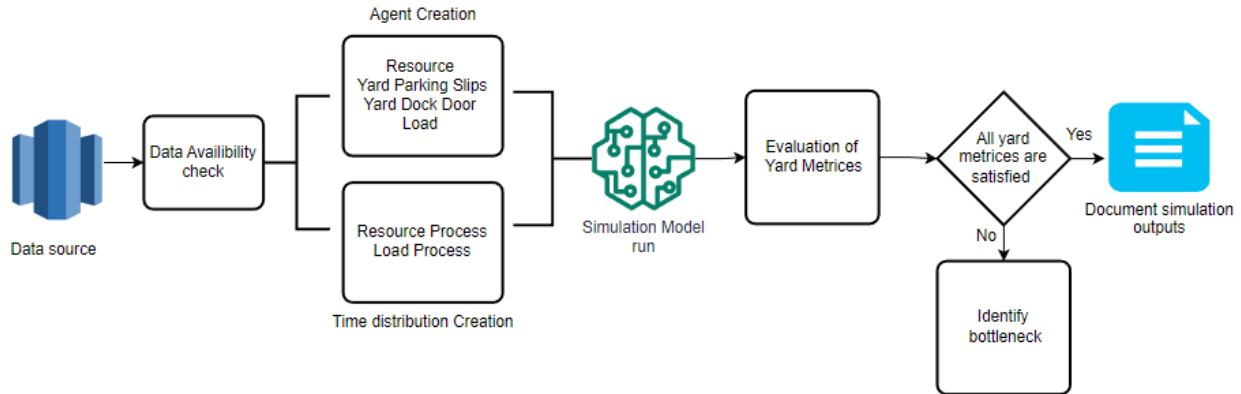 Agent Creation
Resource
Yard Parking Slips
Yard Dock Door
Load
Data Availibility
check
Data source
Resource Process
Load Process
Time distribution Creation
Simulation Model
run
Evaluation of
Yard Metrices
All yard
metrices are
satisfied
Yes
No
Document simulation
outputs
Identify
bottleneck